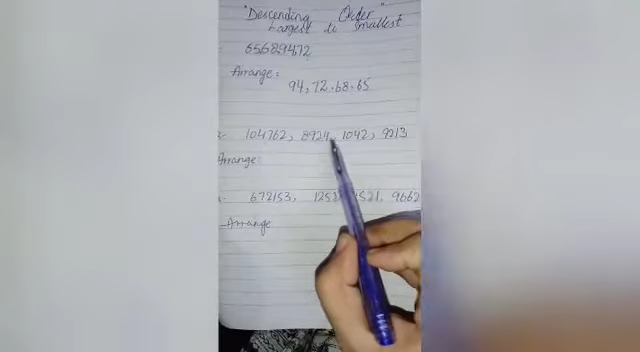 "Descending Order"
Largest to Smallest
65,68,94,72
Arrange:
94, 72, 68, 65
104762, 8924, 1042, 9213
Arrange:
672153, 9662
Arrange